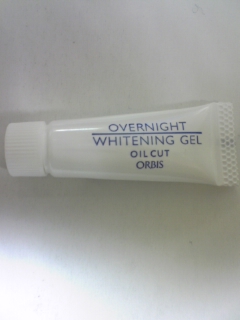 OVERNIGHT
WHITENING GEL
OIL CUT
ORBIS